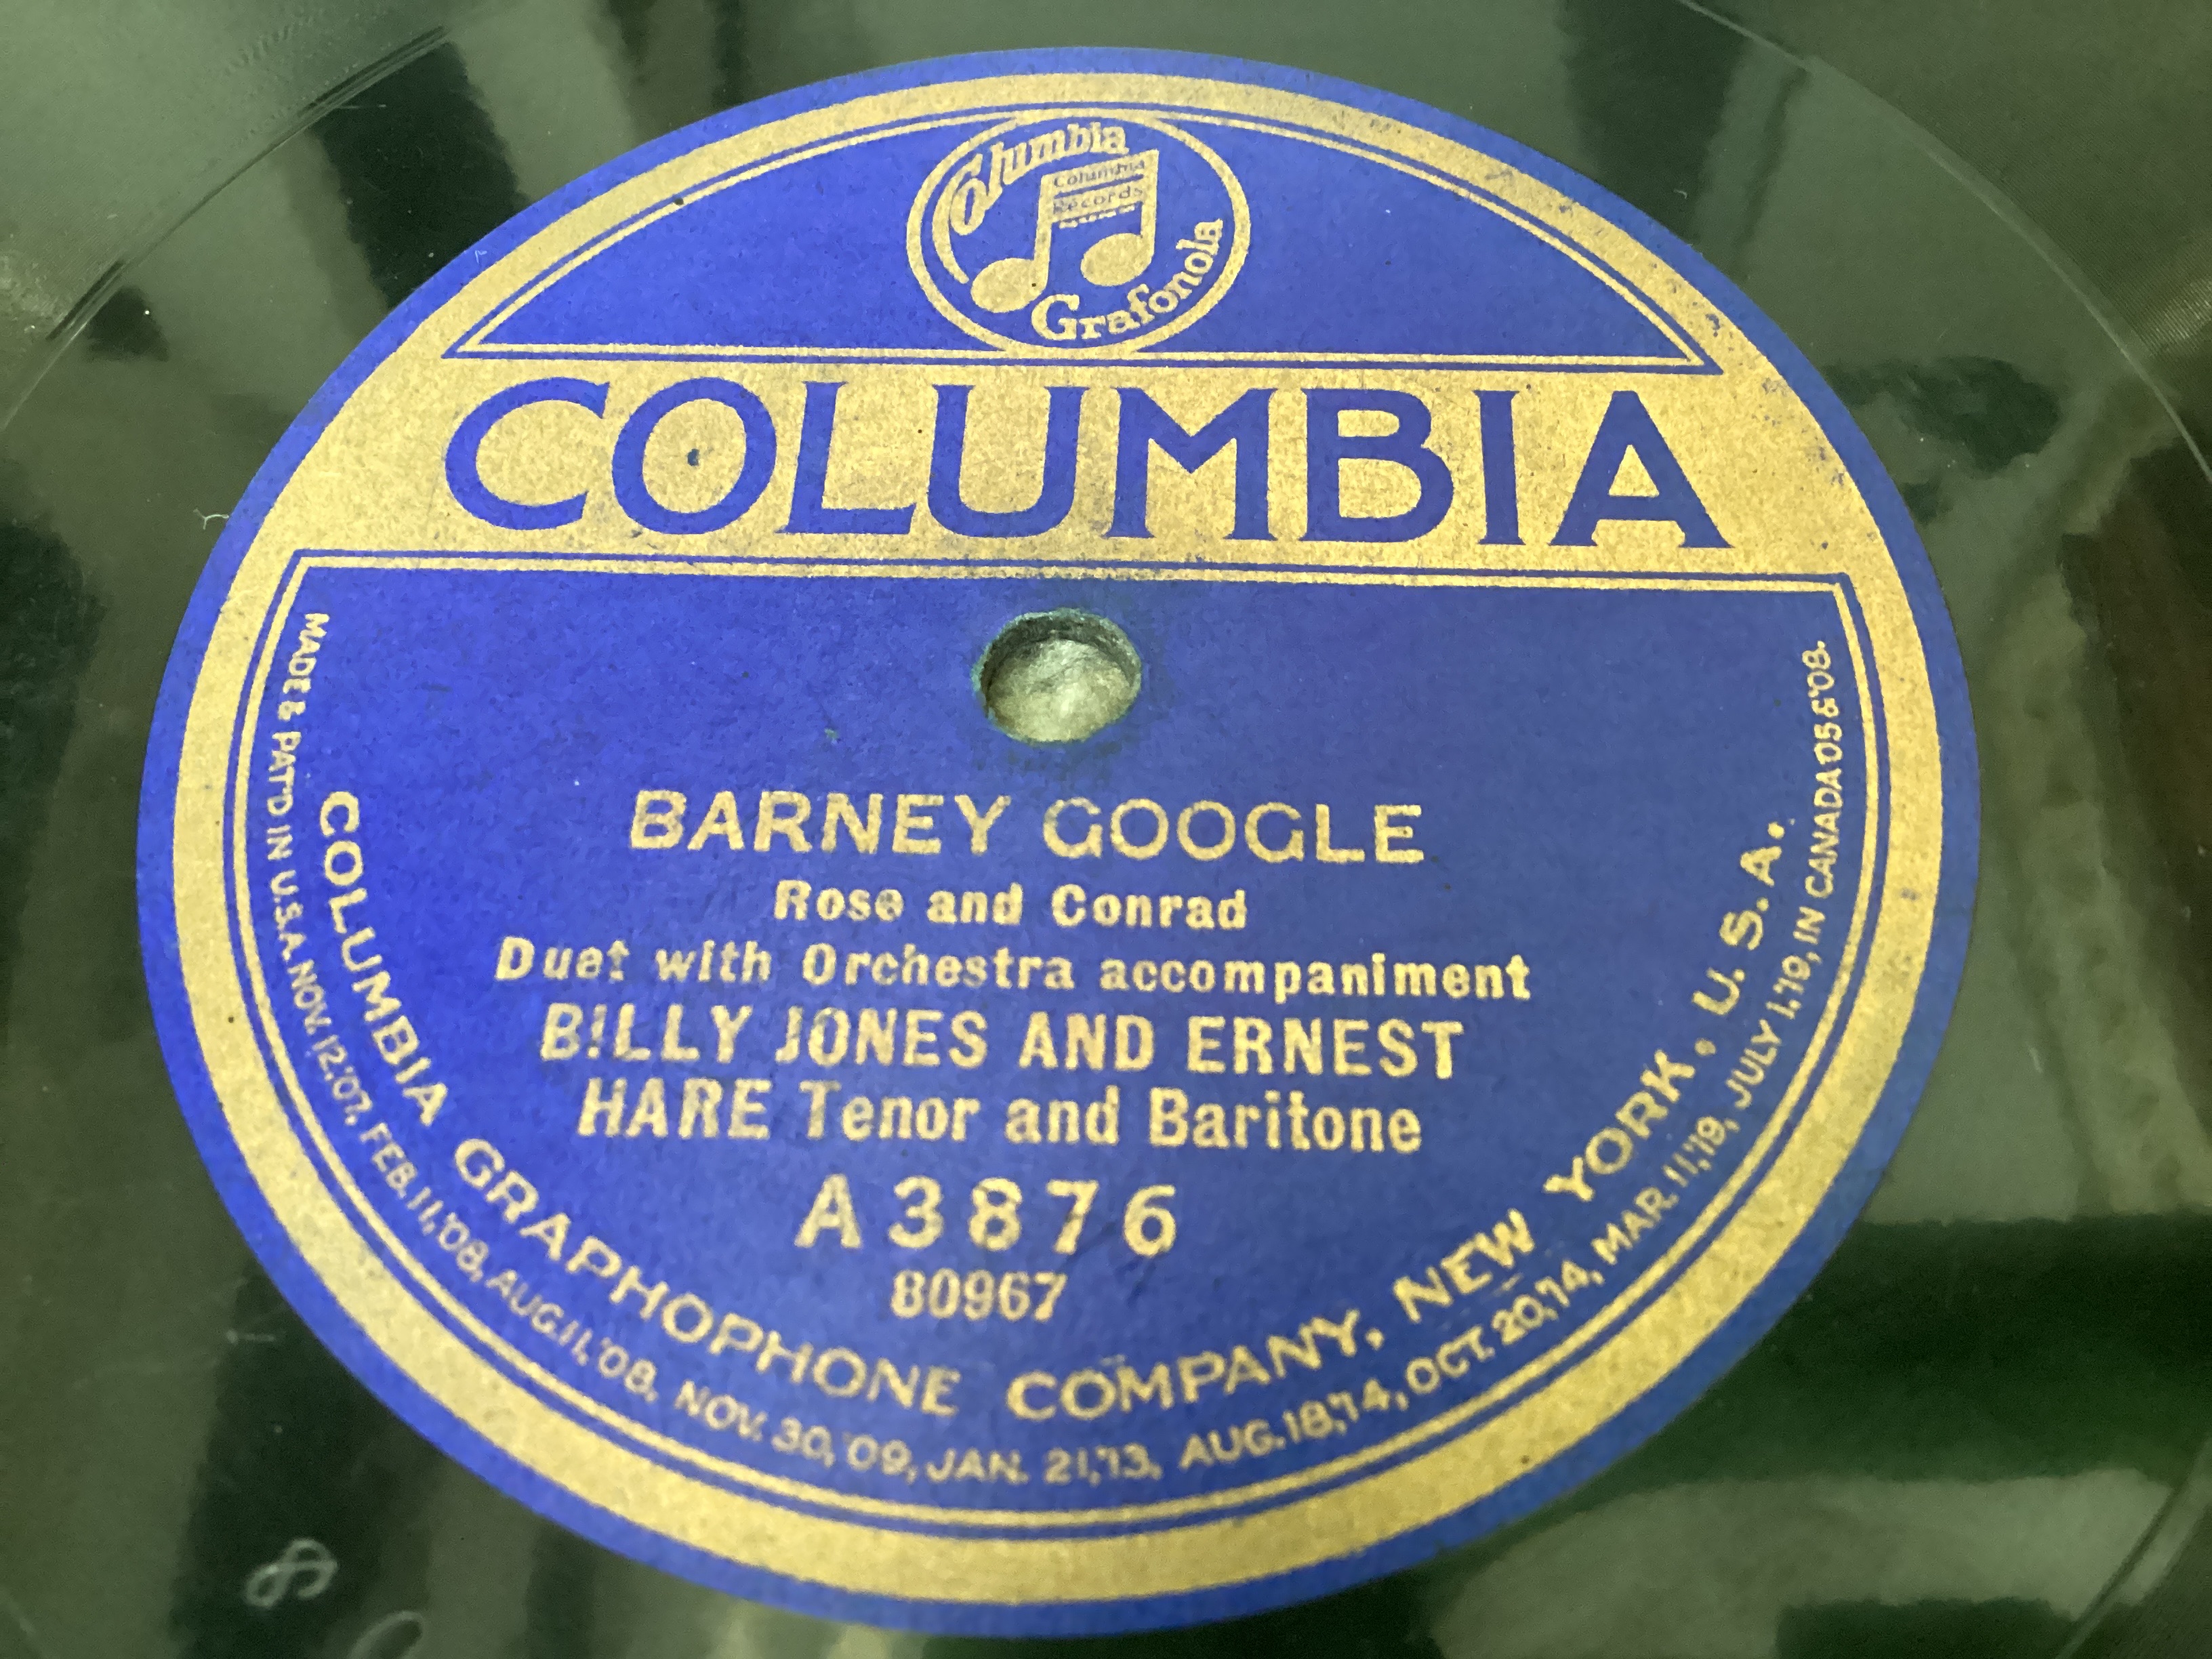 Columbia
Columbia
Records
Grafonola
COLUMBIA
BARNEY GOOGLE
Rose and Conrad
Duet with Orchestra accompaniment
BILLY JONES AND ERNEST
HARE Tenor and Baritone
A3876
80967
COLUMBIA GRAPHOPHONE COMPANY, NEW YORK, U.S.A.
MADE & PAT'D IN U.S.A. NOV. 12,'07, FEB. 11,'08, AUG. 11,'08, NOV. 30,'09, JAN. 21,'13, AUG. 18,'14, OCT. 20,'14, MAR. 11,'19, JULY 1,'19, IN CANADA 05 & '08.
8